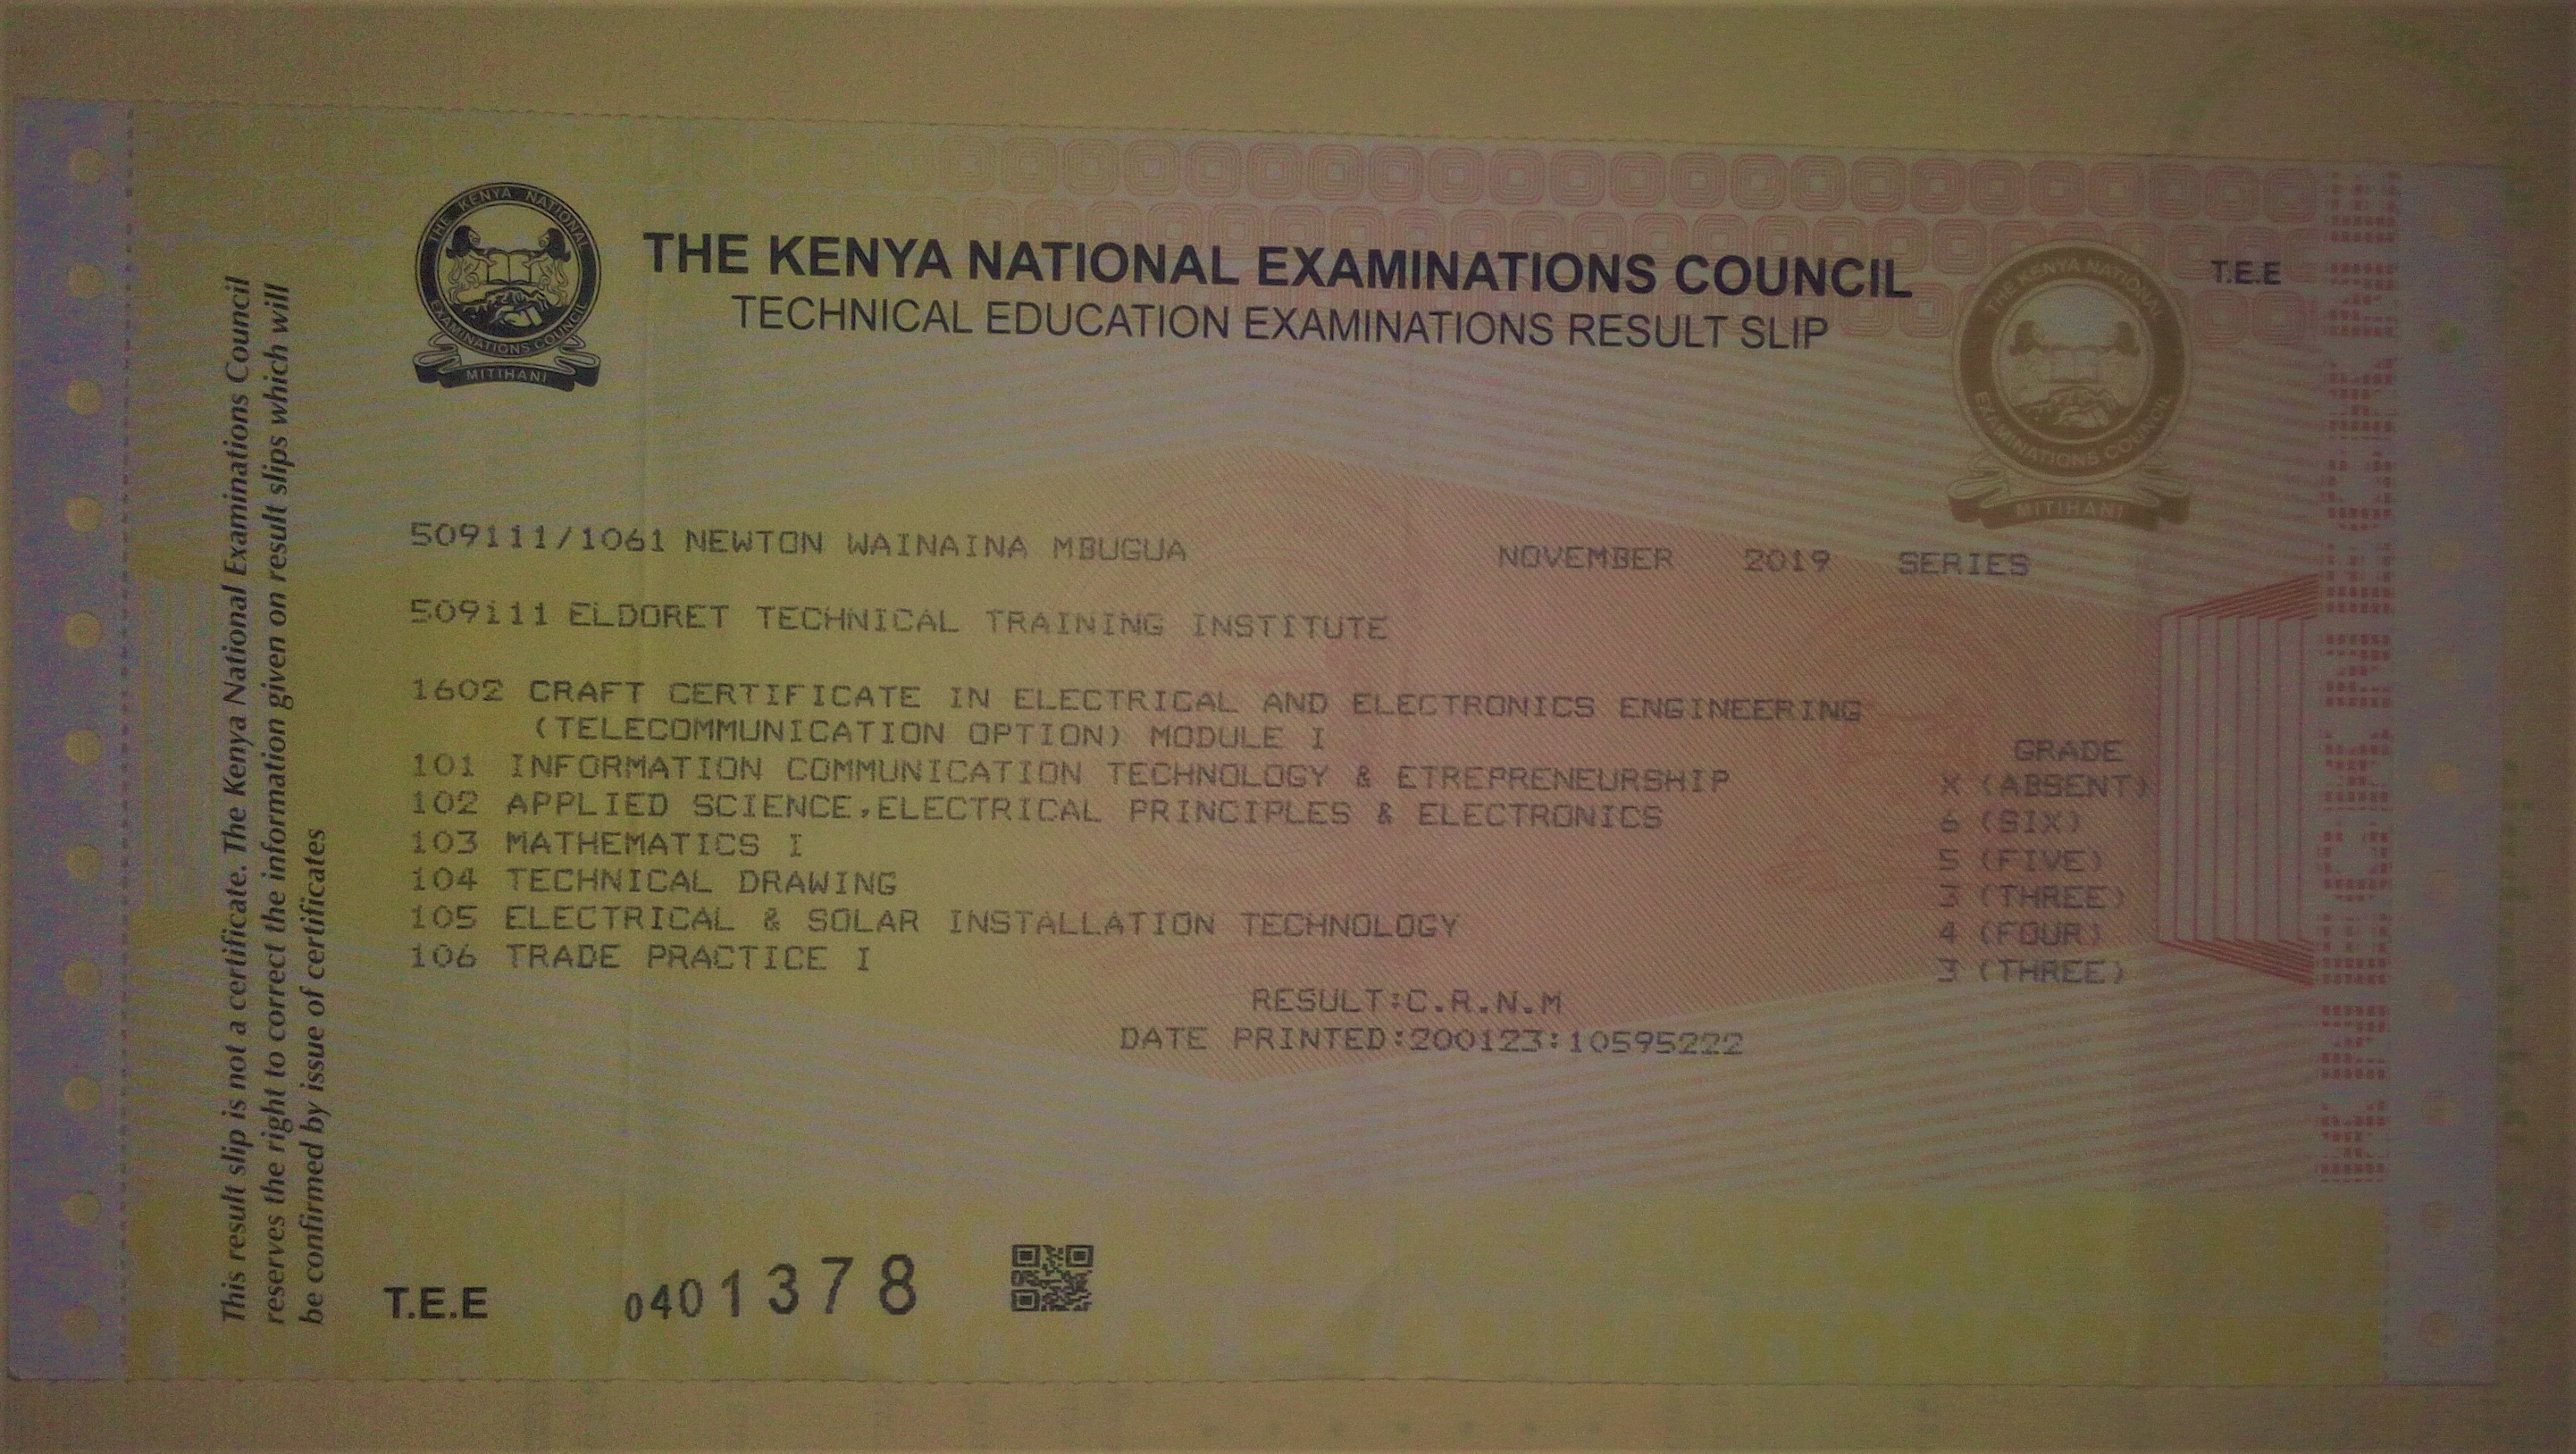 THE KENYA NATIONAL EXAMINATIONS COUNCIL
MITIHANI
THE KENYA NATIONAL EXAMINATIONS COUNCIL
TECHNICAL EDUCATION EXAMINATIONS RESULT SLIP
THE KENYA NATIONAL EXAMINATIONS COUNCIL
MITIHANI
T.E.E
This result slip is not a certificate. The Kenya National Examinations Council
reserves the right to correct the information given on result slips which will
be confirmed by issue of certificates
509111/1061 NEWTON WAINAINA MBUGUA NOVEMBER 2019 SERIES
509111 ELDORET TECHNICAL TRAINING INSTITUTE
1602 CRAFT CERTIFICATE IN ELECTRICAL AND ELECTRONICS ENGINEERING
(TELECOMMUNICATION OPTION) MODULE I
GRADE
101 INFORMATION COMMUNICATION TECHNOLOGY & ETREPRENEURSHIP X (ABSENT)
102 APPLIED SCIENCE,ELECTRICAL PRINCIPLES & ELECTRONICS 6 (SIX)
103 MATHEMATICS I 5 (FIVE)
104 TECHNICAL DRAWING 3 (THREE)
105 ELECTRICAL & SOLAR INSTALLATION TECHNOLOGY 4 (FOUR)
106 TRADE PRACTICE I 3 (THREE)
RESULT:C.R.N.M
DATE PRINTED:200123:10595222
T.E.E 0401378